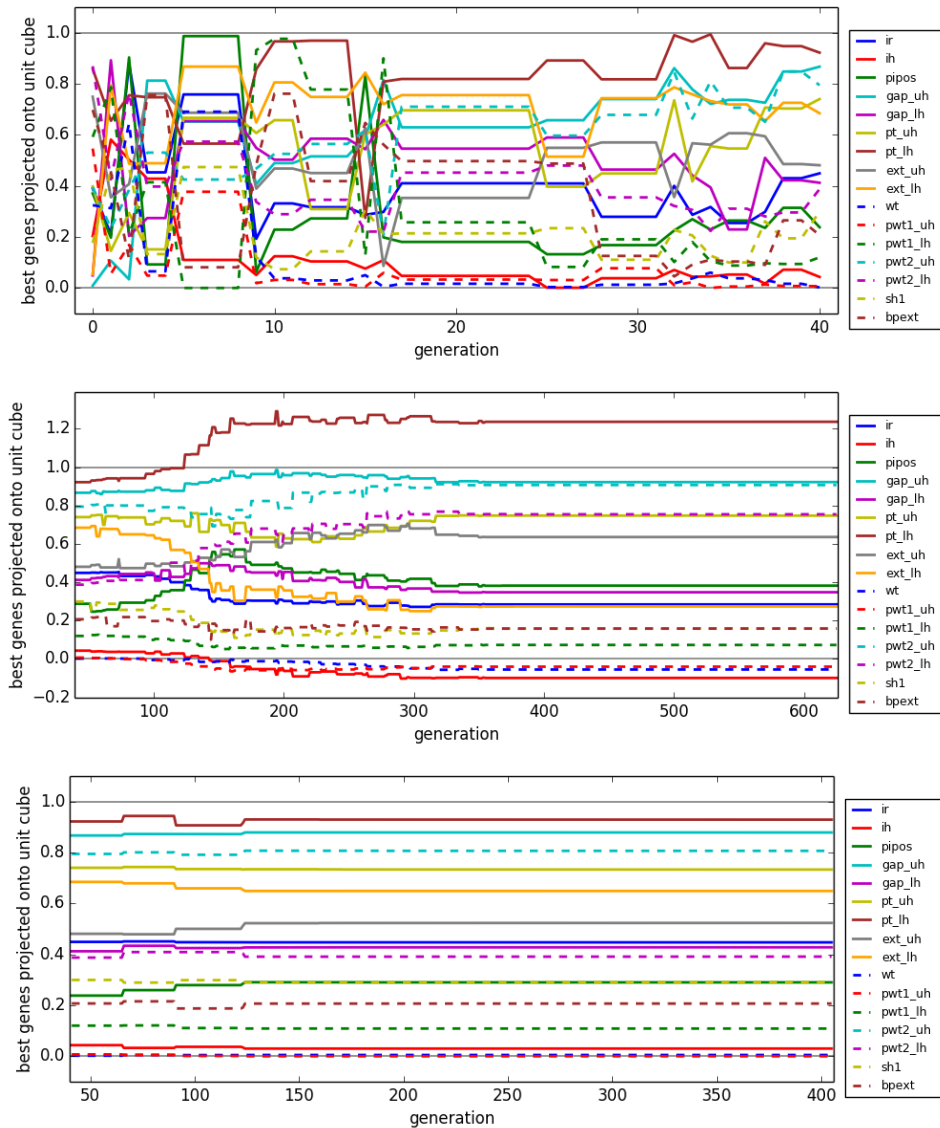 best genes projected onto unit cube
1.0
0.8
0.6
0.4
0.2
0.0
0
10
20
30
40
generation
ir
ih
pipos
gap_uh
gap_lh
pt_uh
pt_lh
ext_uh
ext_lh
wt
pwt1_uh
pwt1_lh
pwt2_uh
pwt2_lh
sh1
bpext
best genes projected onto unit cube
1.2
1.0
0.8
0.6
0.4
0.2
0.0
−0.2
100
200
300
400
500
600
generation
ir
ih
pipos
gap_uh
gap_lh
pt_uh
pt_lh
ext_uh
ext_lh
wt
pwt1_uh
pwt1_lh
pwt2_uh
pwt2_lh
sh1
bpext
best genes projected onto unit cube
1.0
0.8
0.6
0.4
0.2
0.0
50
100
150
200
250
300
350
400
generation
ir
ih
pipos
gap_uh
gap_lh
pt_uh
pt_lh
ext_uh
ext_lh
wt
pwt1_uh
pwt1_lh
pwt2_uh
pwt2_lh
sh1
bpext